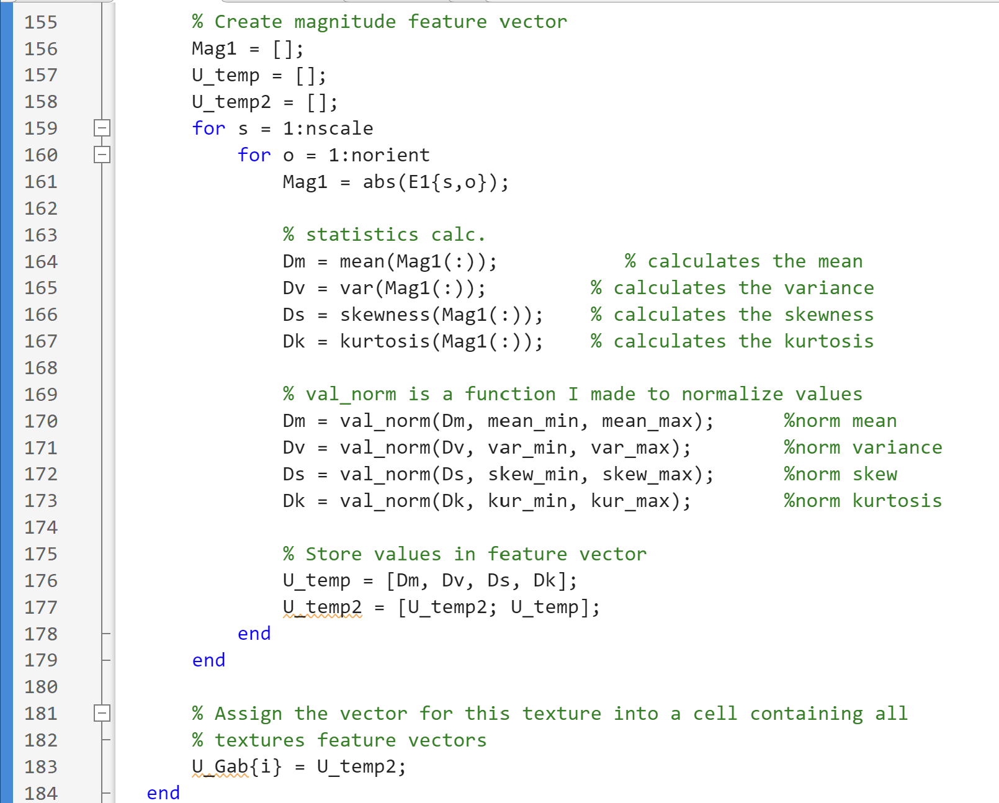 155 % Create magnitude feature vector
156 Mag1 = [];
157 U_temp = [];
158 U_temp2 = [];
159 for s = 1:nscale
160 for o = 1:norient
161 Mag1 = abs(E1{s,o});
162
163 % statistics calc.
164 Dm = mean(Mag1(:)); % calculates the mean
165 Dv = var(Mag1(:)); % calculates the variance
166 Ds = skewness(Mag1(:)); % calculates the skewness
167 Dk = kurtosis(Mag1(:)); % calculates the kurtosis
168
169 % val_norm is a function I made to normalize values
170 Dm = val_norm(Dm, mean_min, mean_max); %norm mean
171 Dv = val_norm(Dv, var_min, var_max); %norm variance
172 Ds = val_norm(Ds, skew_min, skew_max); %norm skew
173 Dk = val_norm(Dk, kur_min, kur_max); %norm kurtosis
174
175 % Store values in feature vector
176 U_temp = [Dm, Dv, Ds, Dk];
177 U_temp2 = [U_temp2; U_temp];
178 end
179 end
180
181 % Assign the vector for this texture into a cell containing all
182 % textures feature vectors
183 U_Gab{i} = U_temp2;
184 end